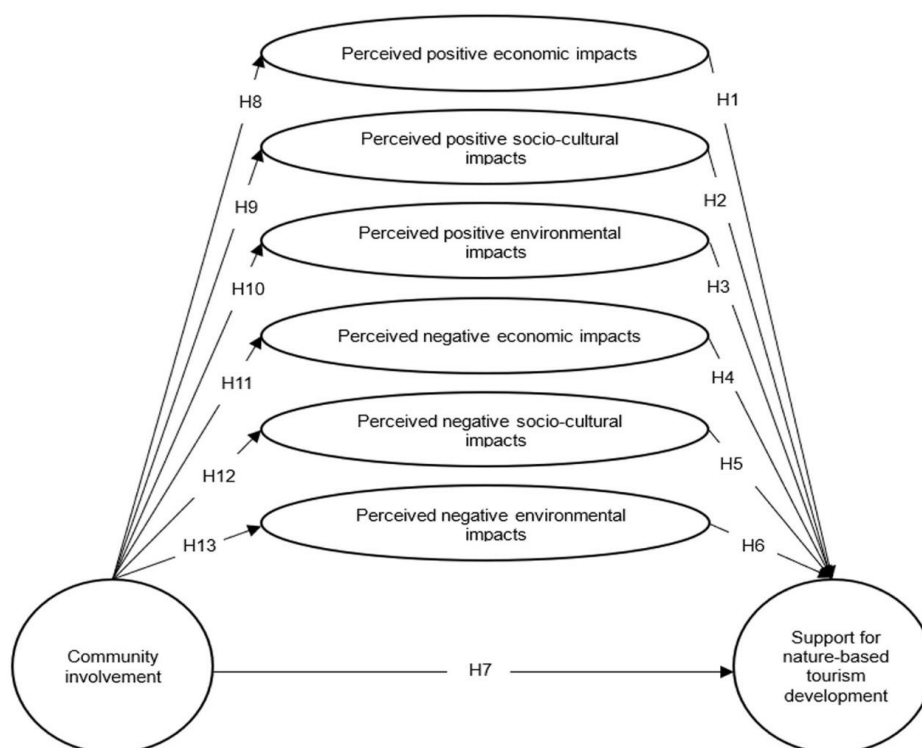 Perceived positive economic impacts
H8
H1
Perceived positive socio-cultural
impacts
H9
H2
Perceived positive environmental
impacts
H10
H3
Perceived negative economic impacts
H11
H4
Perceived negative socio-cultural
impacts
H12
H5
Perceived negative environmental
impacts
H13
H6
Community
involvement
H7
Support for
nature-based
tourism
development